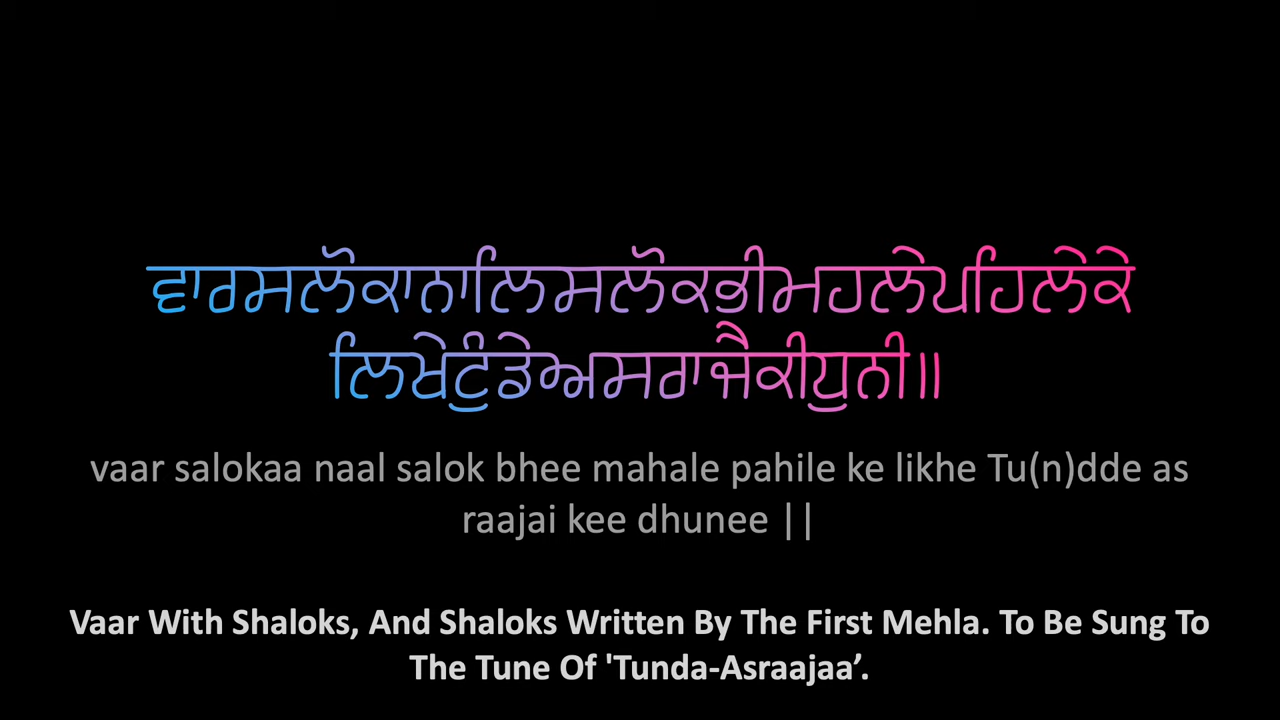 ਵਾਰਸਲੋਕਾਨਾਲਿਸਲੋਕਭੀਮਹਲੇਪਹਿਲੇਕੇ
ਲਿਖੇਟੁੰਡੇਅਸਰਾਜੈਕੀਧੁਨੀ॥
vaar salokaa naal salok bhee mahale pahile ke likhe Tu(n)dde as
raajai kee dhunee ||
Vaar With Shaloks, And Shaloks Written By The First Mehla. To Be Sung To
The Tune Of 'Tunda-Asraajaa’.